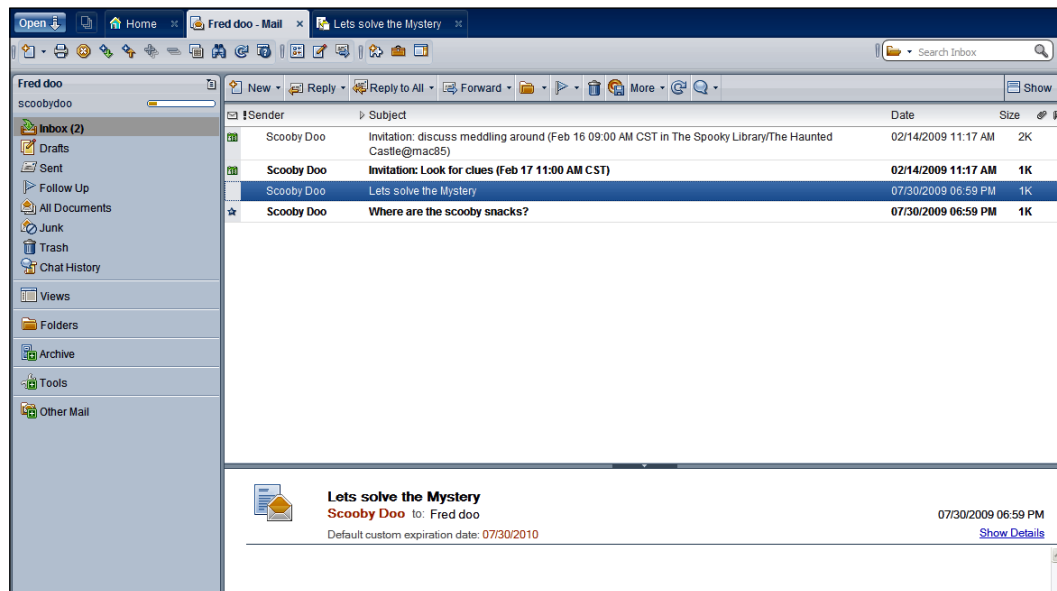 Open Home Fred doo - Mail Lets solve the Mystery
Search Inbox
Fred doo
scoobydoo
Inbox (2)
Drafts
Sent
Follow Up
All Documents
Junk
Trash
Chat History
Views
Folders
Archive
Tools
Other Mail
New Reply Reply to All Forward More Show
! Sender Subject Date Size
Scooby Doo Invitation: discuss meddling around (Feb 16 09:00 AM CST in The Spooky Library/The Haunted 02/14/2009 11:17 AM 2K
Castle@mac85)
Scooby Doo Invitation: Look for clues (Feb 17 11:00 AM CST) 02/14/2009 11:17 AM 1K
Scooby Doo Lets solve the Mystery 07/30/2009 06:59 PM 1K
Scooby Doo Where are the scooby snacks? 07/30/2009 06:59 PM 1K
Lets solve the Mystery
Scooby Doo to: Fred doo 07/30/2009 06:59 PM
Default custom expiration date: 07/30/2010 Show Details